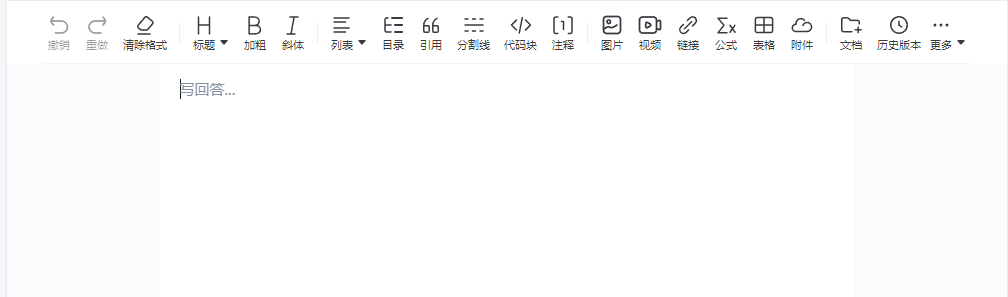 撤销 重做 清除格式 标题 加粗 斜体 列表 目录 引用 分割线 代码块 注释 图片 视频 链接 公式 表格 附件 文档 历史版本 更多
写回答...